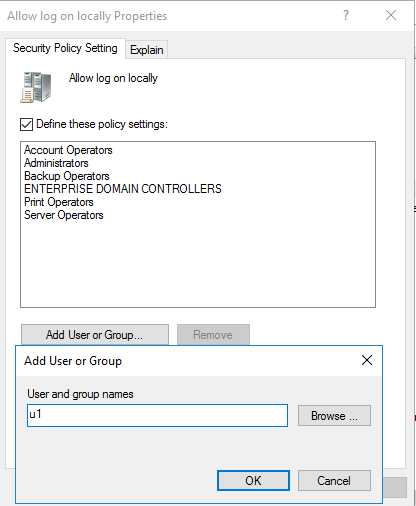 Allow log on locally Properties
Security Policy Setting
Explain
Allow log on locally
Define these policy settings:
Account Operators
Administrators
Backup Operators
ENTERPRISE DOMAIN CONTROLLERS
Print Operators
Server Operators
Add User or Group...
Remove
Add User or Group
User and group names
u1
Browse ...
OK
Cancel